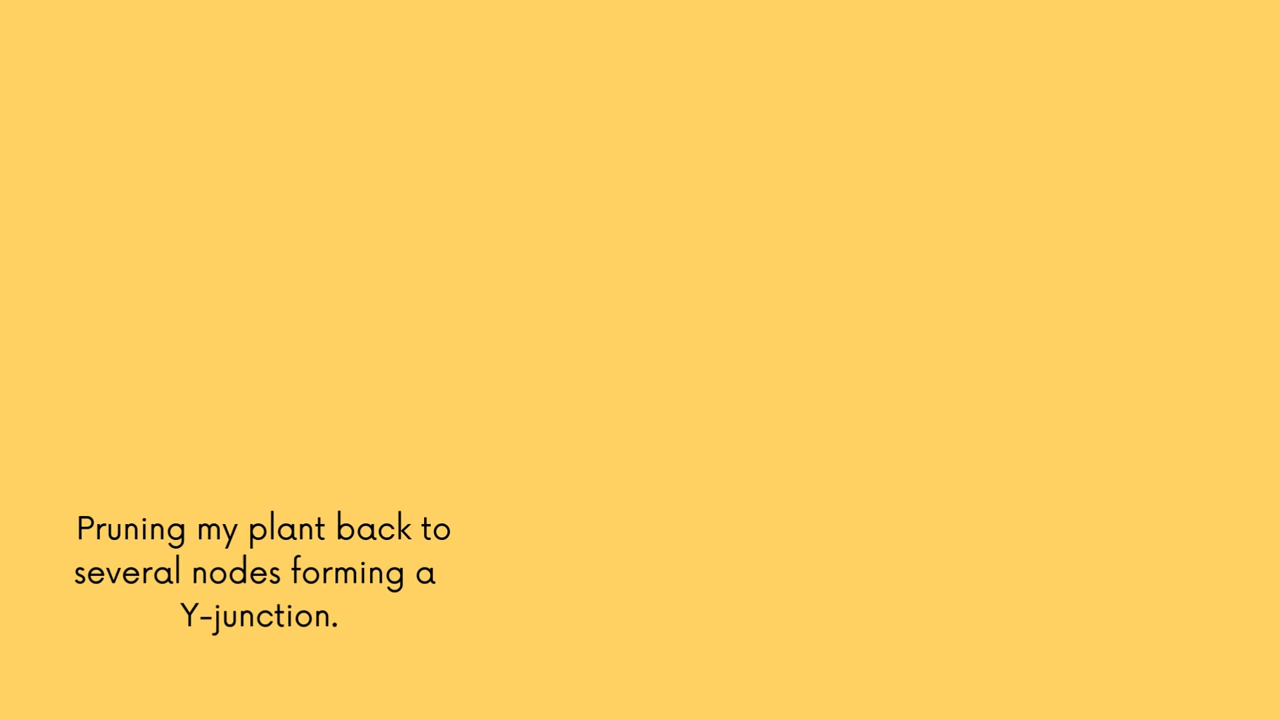 Pruning my plant back to
several nodes forming a
Y-junction.